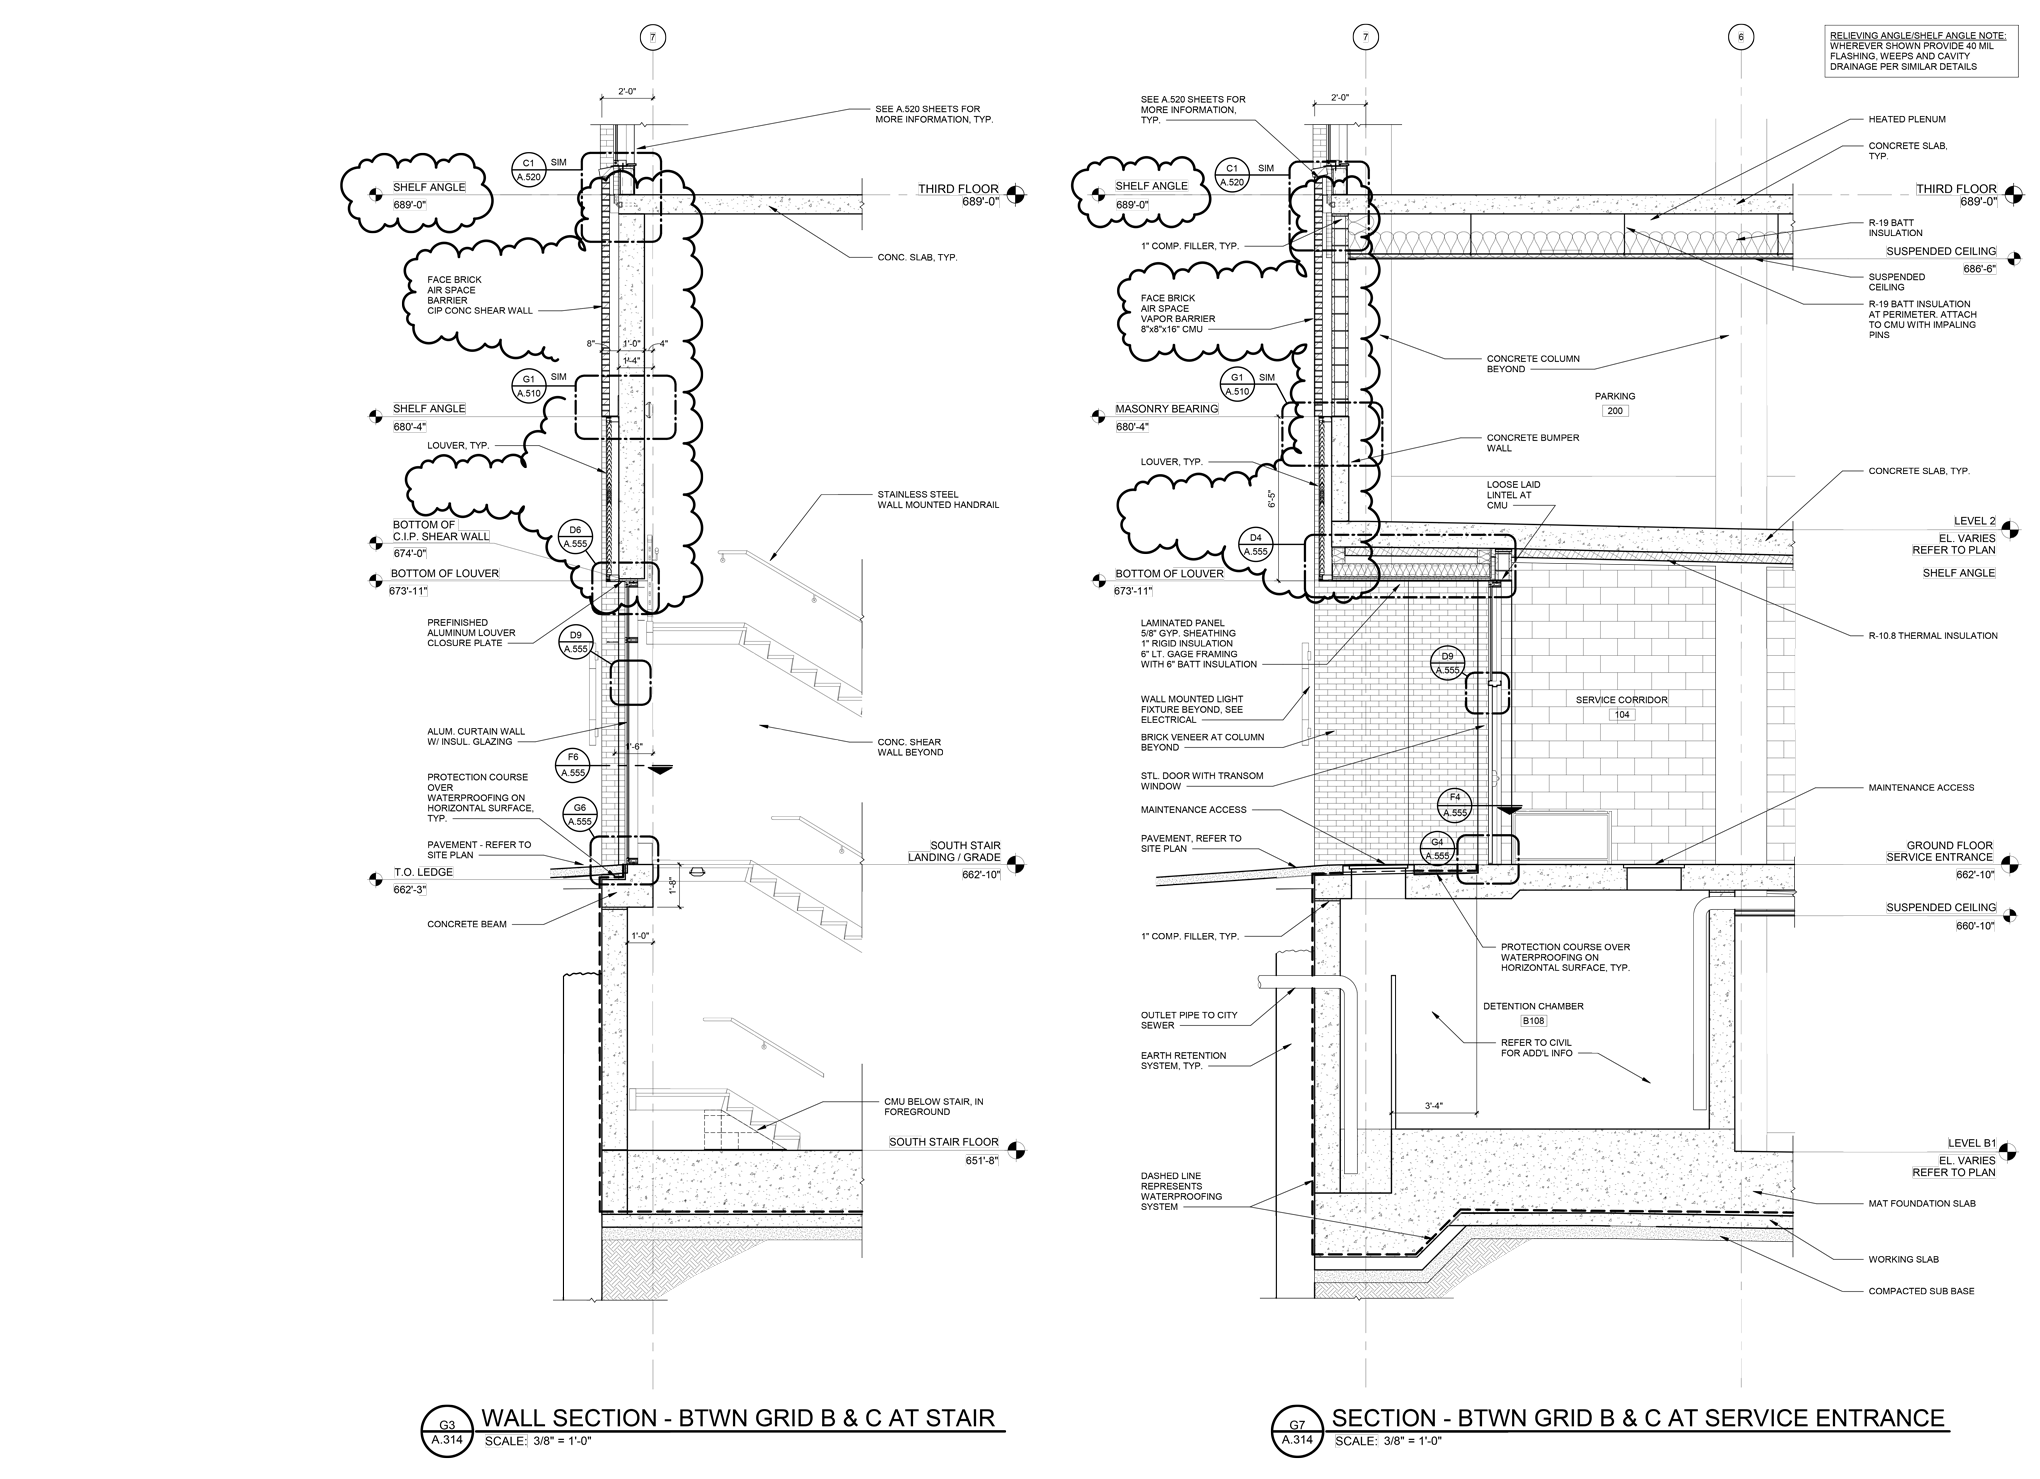 7
2'-0"
SEE A.520 SHEETS FOR
MORE INFORMATION, TYP.
C1
A.520
SIM
SHELF ANGLE
689'-0"
THIRD FLOOR
689'-0"
CONC. SLAB, TYP.
FACE BRICK
AIR SPACE
BARRIER
CIP CONC SHEAR WALL
8"
1'-0"
4"
1'-4"
G1
A.510
SIM
SHELF ANGLE
680'-4"
LOUVER, TYP.
STAINLESS STEEL
WALL MOUNTED HANDRAIL
BOTTOM OF
C.I.P. SHEAR WALL
674'-0"
D6
A.555
BOTTOM OF LOUVER
673'-11"
PREFINISHED
ALUMINUM LOUVER
CLOSURE PLATE
D9
A.555
ALUM. CURTAIN WALL
W/ INSUL. GLAZING
1'-6"
CONC. SHEAR
WALL BEYOND
F6
A.555
PROTECTION COURSE
OVER
WATERPROOFING ON
HORIZONTAL SURFACE,
TYP.
G6
A.555
PAVEMENT - REFER TO
SITE PLAN
SOUTH STAIR
LANDING / GRADE
662'-10"
T.O. LEDGE
662'-3"
1'-8"
CONCRETE BEAM
1'-0"
CMU BELOW STAIR, IN
FOREGROUND
SOUTH STAIR FLOOR
651'-8"
G3
A.314
WALL SECTION - BTWN GRID B & C AT STAIR
SCALE: 3/8" = 1'-0"
7
6
RELIEVING ANGLE/SHELF ANGLE NOTE:
WHEREVER SHOWN PROVIDE 40 MIL
FLASHING, WEEPS AND CAVITY
DRAINAGE PER SIMILAR DETAILS
2'-0"
SEE A.520 SHEETS FOR
MORE INFORMATION,
TYP.
HEATED PLENUM
CONCRETE SLAB,
TYP.
C1
A.520
SIM
SHELF ANGLE
689'-0"
THIRD FLOOR
689'-0"
R-19 BATT
INSULATION
1" COMP. FILLER, TYP.
SUSPENDED CEILING
686'-6"
SUSPENDED
CEILING
FACE BRICK
AIR SPACE
VAPOR BARRIER
8"x8"x16" CMU
R-19 BATT INSULATION
AT PERIMETER. ATTACH
TO CMU WITH IMPALING
PINS
CONCRETE COLUMN
BEYOND
G1
A.510
SIM
PARKING
200
MASONRY BEARING
680'-4"
CONCRETE BUMPER
WALL
LOUVER, TYP.
6'-5"
CONCRETE SLAB, TYP.
LOOSE LAID
LINTEL AT
CMU
LEVEL 2
EL. VARIES
REFER TO PLAN
D4
A.555
BOTTOM OF LOUVER
673'-11"
SHELF ANGLE
LAMINATED PANEL
5/8" GYP. SHEATHING
1" RIGID INSULATION
6" LT. GAGE FRAMING
WITH 6" BATT INSULATION
R-10.8 THERMAL INSULATION
D9
A.555
WALL MOUNTED LIGHT
FIXTURE BEYOND, SEE
ELECTRICAL
SERVICE CORRIDOR
104
BRICK VENEER AT COLUMN
BEYOND
STL. DOOR WITH TRANSOM
WINDOW
MAINTENANCE ACCESS
F4
A.555
MAINTENANCE ACCESS
PAVEMENT, REFER TO
SITE PLAN
G4
A.555
GROUND FLOOR
SERVICE ENTRANCE
662'-10"
SUSPENDED CEILING
660'-10"
1" COMP. FILLER, TYP.
PROTECTION COURSE OVER
WATERPROOFING ON
HORIZONTAL SURFACE, TYP.
DETENTION CHAMBER
B108
OUTLET PIPE TO CITY
SEWER
REFER TO CIVIL
FOR ADD'L INFO
EARTH RETENTION
SYSTEM, TYP.
3'-4"
LEVEL B1
EL. VARIES
REFER TO PLAN
DASHED LINE
REPRESENTS
WATERPROOFING
SYSTEM
MAT FOUNDATION SLAB
WORKING SLAB
COMPACTED SUB BASE
G7
A.314
SECTION - BTWN GRID B & C AT SERVICE ENTRANCE
SCALE: 3/8" = 1'-0"